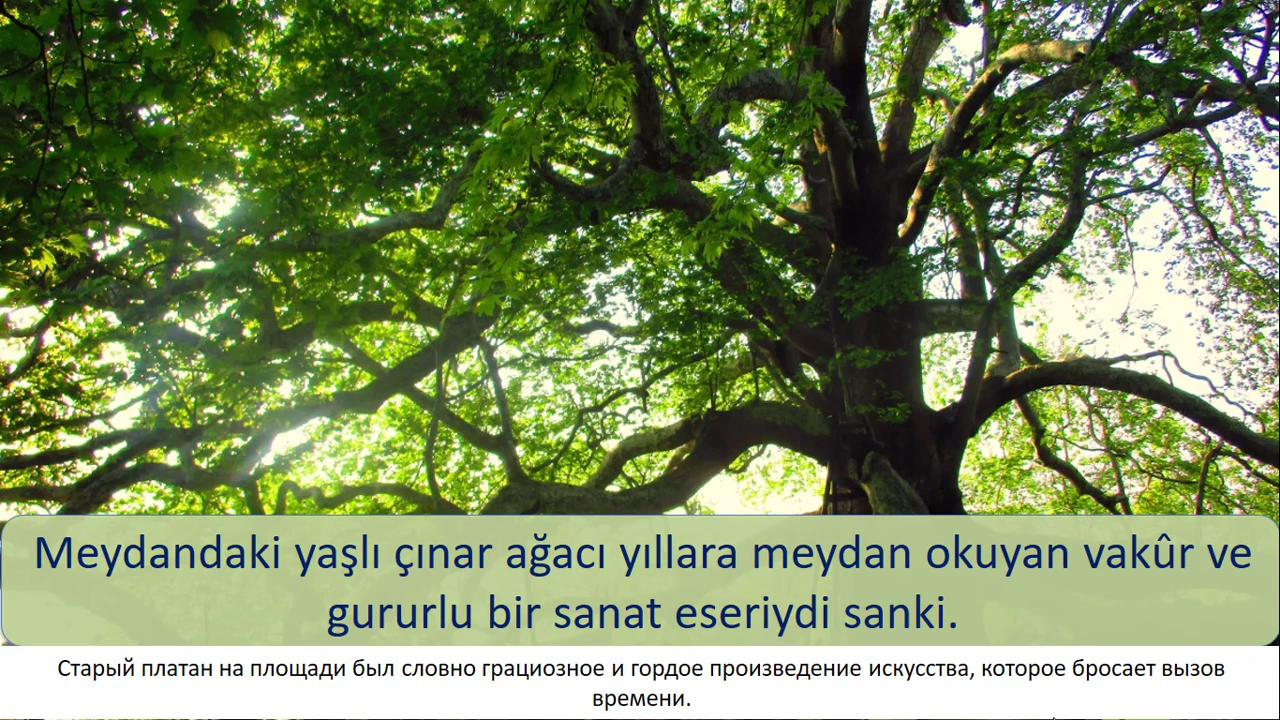 Meydandaki yaşlı çınar ağacı yıllara meydan okuyan vakûr ve
gururlu bir sanat eseriydi sanki.
Старый платан на площади был словно грациозное и гордое произведение искусства, которое бросает вызов
времени.